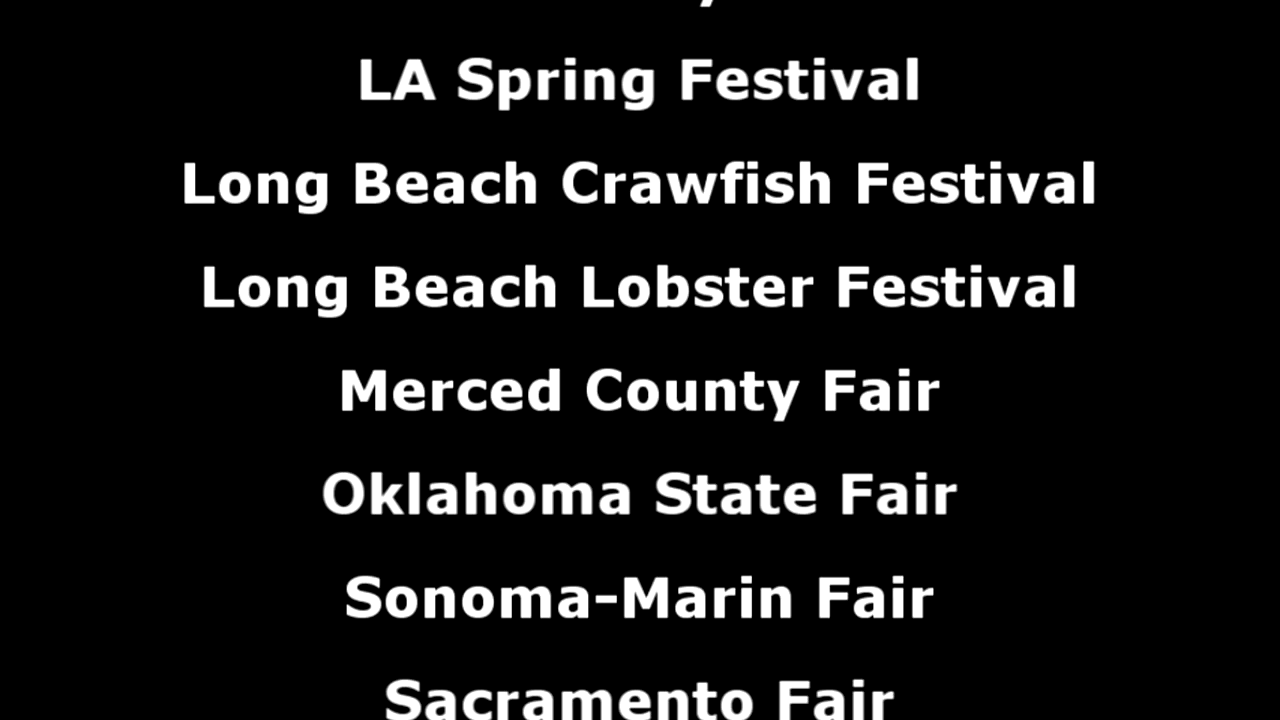 LA Spring Festival
Long Beach Crawfish Festival
Long Beach Lobster Festival
Merced County Fair
Oklahoma State Fair
Sonoma-Marin Fair
Sacramento Fair